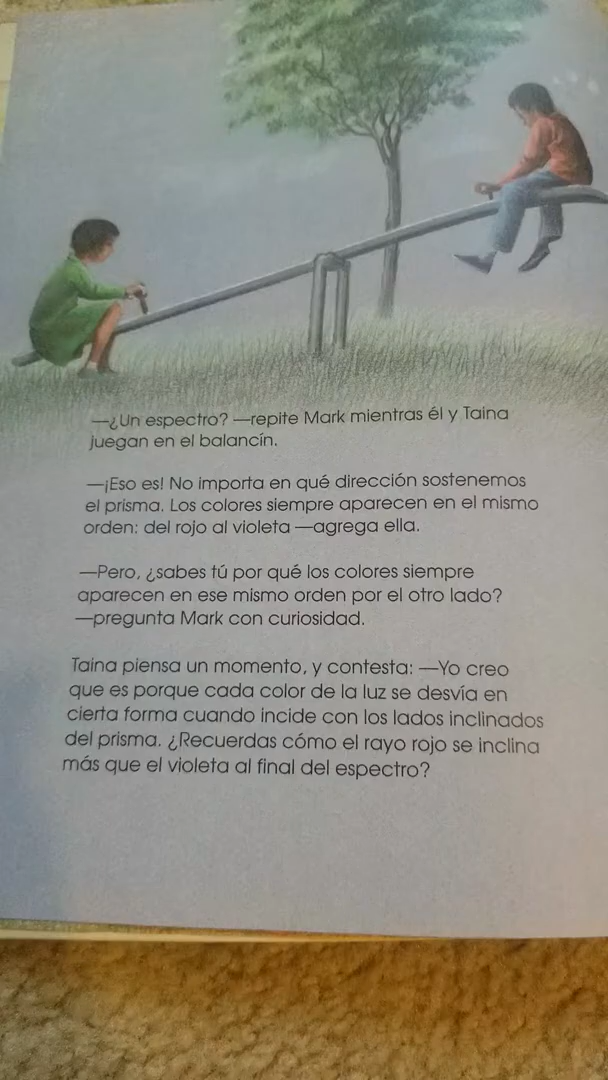 —¿Un espectro? —repite Mark mientras él y Taina
juegan en el balancín.
—¡Eso es! No importa en qué dirección sostenemos
el prisma. Los colores siempre aparecen en el mismo
orden: del rojo al violeta —agrega ella.
—Pero, ¿sabes tú por qué los colores siempre
aparecen en ese mismo orden por el otro lado?
—pregunta Mark con curiosidad.
Taina piensa un momento, y contesta: —Yo creo
que es porque cada color de la luz se desvía en
cierta forma cuando incide con los lados inclinados
del prisma. ¿Recuerdas cómo el rayo rojo se inclina
más que el violeta al final del espectro?